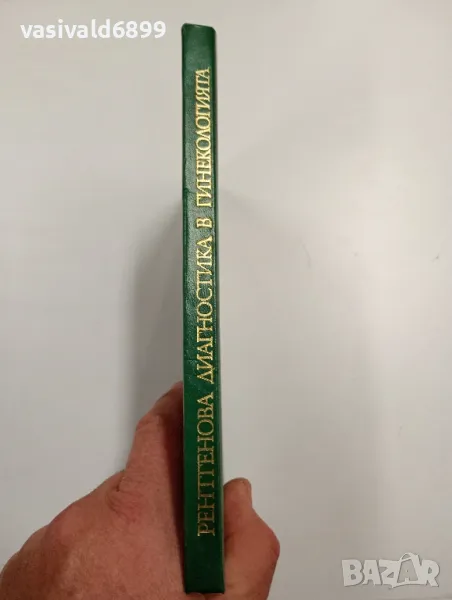 vasivald6899
РЕНТГЕНОВА ДИАГНОСТИКА В ГИНЕКОЛОГИЯТА
BAZAR